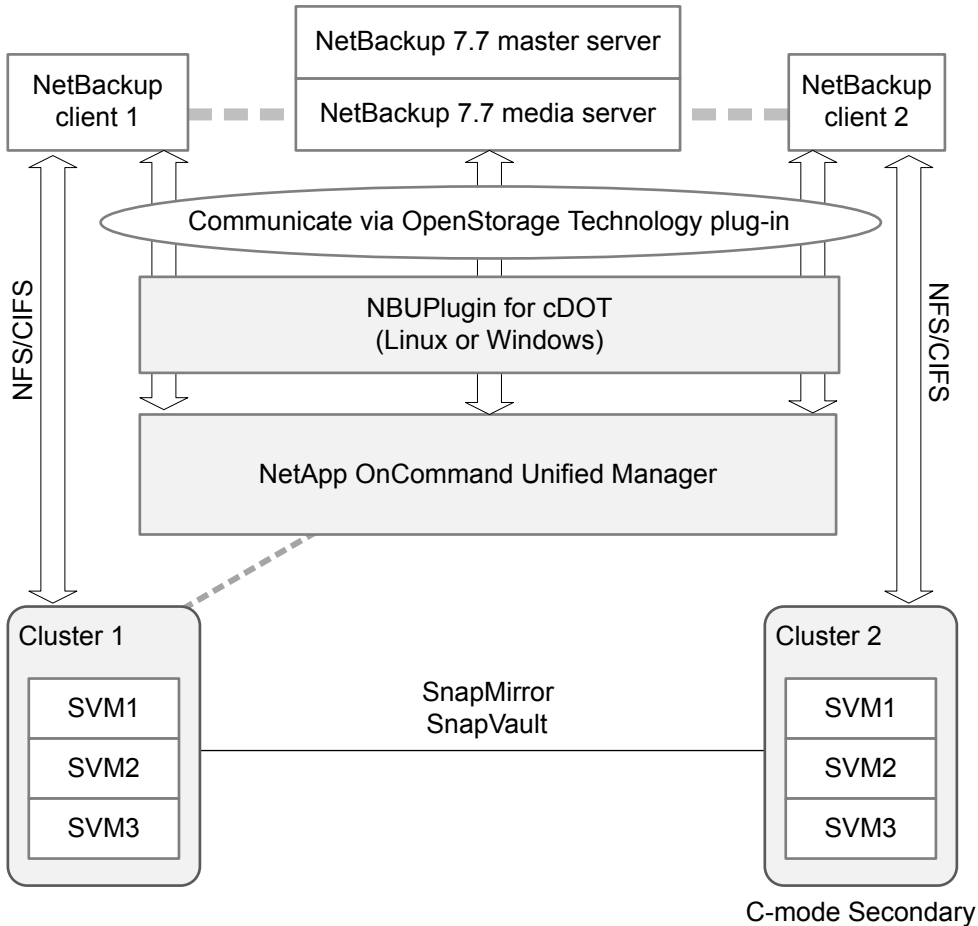 NetBackup 7.7 master server
NetBackup
client 1
NetBackup 7.7 media server
NetBackup
client 2
Communicate via OpenStorage Technology plug-in
NFS/CIFS
NBUPlugin for cDOT
(Linux or Windows)
NFS/CIFS
NetApp OnCommand Unified Manager
Cluster 1
SVM1
SVM2
SVM3
SnapMirror
SnapVault
Cluster 2
SVM1
SVM2
SVM3
C-mode Secondary